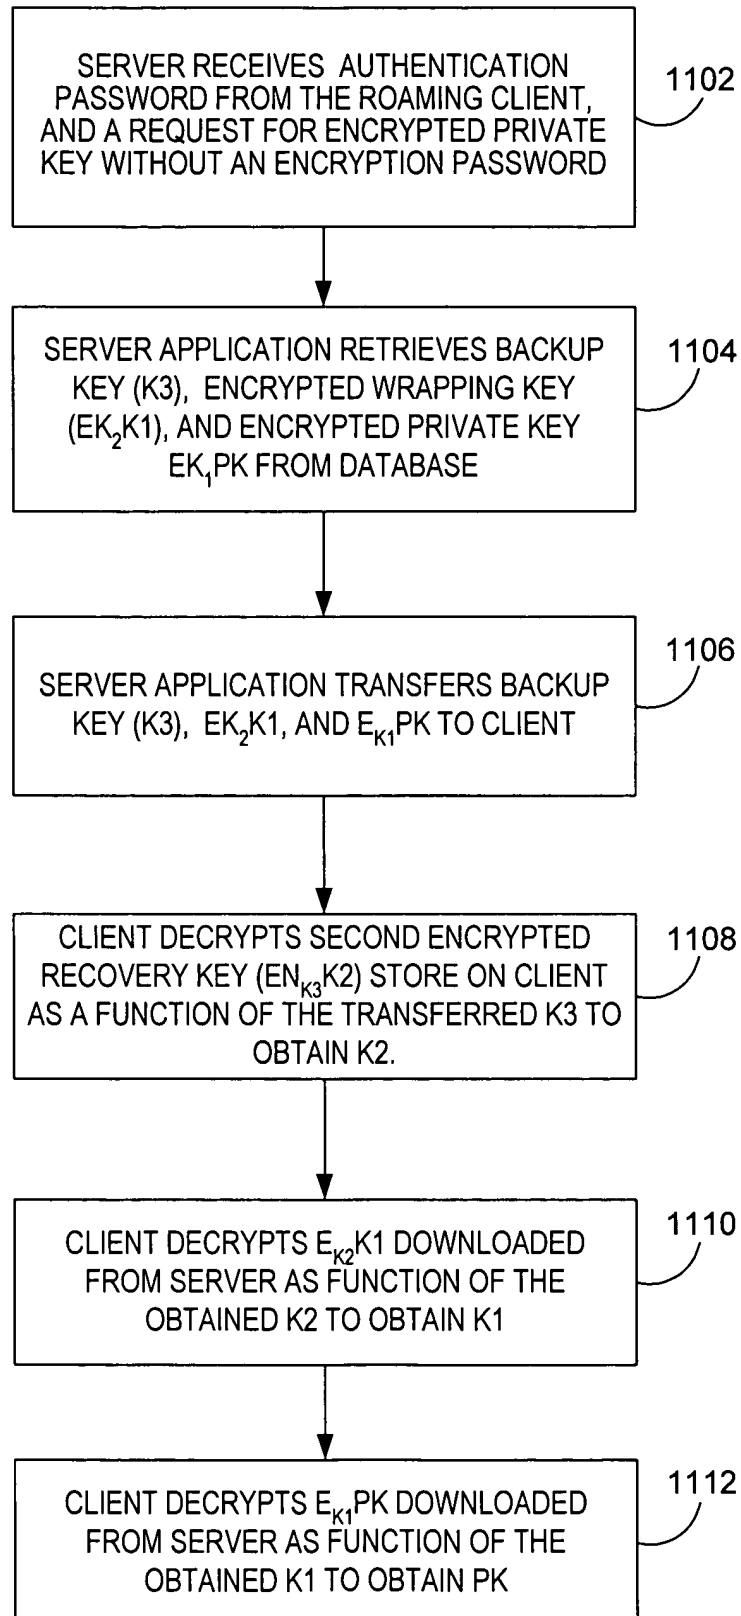 SERVER RECEIVES AUTHENTICATION
PASSWORD FROM THE ROAMING CLIENT,
AND A REQUEST FOR ENCRYPTED PRIVATE
KEY WITHOUT AN ENCRYPTION PASSWORD
1102
SERVER APPLICATION RETRIEVES BACKUP
KEY (K3), ENCRYPTED WRAPPING KEY
(EK₂K1), AND ENCRYPTED PRIVATE KEY
EK₁PK FROM DATABASE
1104
SERVER APPLICATION TRANSFERS BACKUP
KEY (K3), EK₂K1, AND E_K1PK TO CLIENT
1106
CLIENT DECRYPTS SECOND ENCRYPTED
RECOVERY KEY (EN_K3K2) STORE ON CLIENT
AS A FUNCTION OF THE TRANSFERRED K3 TO
OBTAIN K2.
1108
CLIENT DECRYPTS E_K2K1 DOWNLOADED
FROM SERVER AS FUNCTION OF THE
OBTAINED K2 TO OBTAIN K1
1110
CLIENT DECRYPTS E_K1PK DOWNLOADED
FROM SERVER AS FUNCTION OF THE
OBTAINED K1 TO OBTAIN PK
1112